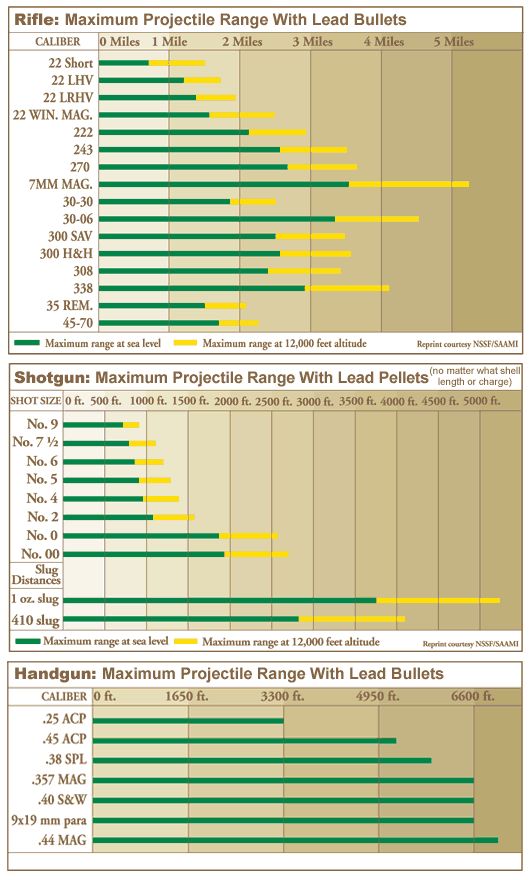 Rifle: Maximum Projectile Range With Lead Bullets
CALIBER 0 Miles 1 Mile 2 Miles 3 Miles 4 Miles 5 Miles
22 Short
22 LHV
22 LRHV
22 WIN. MAG.
222
243
270
7MM MAG.
30-30
30-06
300 SAV
300 H&H
308
338
35 REM.
45-70
Maximum range at sea level Maximum range at 12,000 feet altitude Reprint courtesy NSSF/SAAMI
Shotgun: Maximum Projectile Range With Lead Pellets (no matter what shell
length or charge)
SHOT SIZE 0 ft. 500 ft. 1000 ft. 1500 ft. 2000 ft. 2500 ft. 3000 ft. 3500 ft. 4000 ft. 4500 ft. 5000 ft.
No. 9
No. 7 ½
No. 6
No. 5
No. 4
No. 2
No. 0
No. 00
Slug
Distances
1 oz. slug
410 slug
Maximum range at sea level Maximum range at 12,000 feet altitude Reprint courtesy NSSF/SAAMI
Handgun: Maximum Projectile Range With Lead Bullets
CALIBER 0 ft. 1650 ft. 3300 ft. 4950 ft. 6600 ft.
.25 ACP
.45 ACP
.38 SPL
.357 MAG
.40 S&W
9x19 mm para
.44 MAG